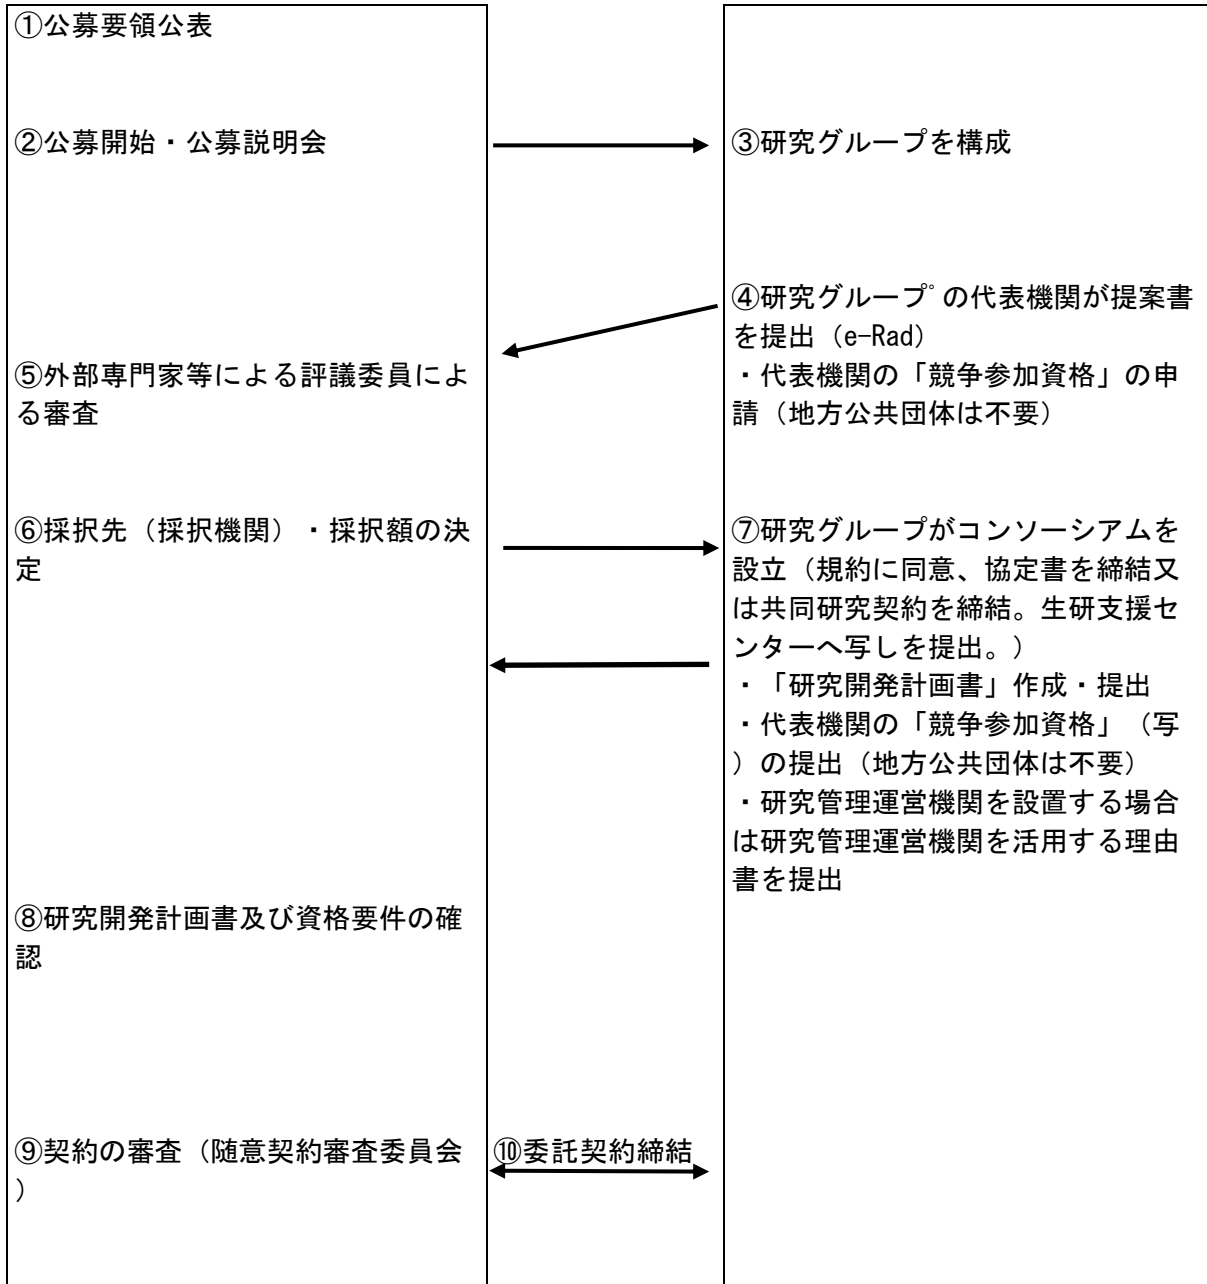 ①公募要領公表
②公募開始・公募説明会
③研究グループを構成
④研究グループ゜の代表機関が提案書
を提出（e-Rad）
・代表機関の「競争参加資格」の申
請（地方公共団体は不要）
⑤外部専門家等による評議委員によ
る審査
⑥採択先（採択機関）・採択額の決
定
⑦研究グループがコンソーシアムを
設立（規約に同意、協定書を締結又
は共同研究契約を締結。生研支援セ
ンターへ写しを提出。）
・「研究開発計画書」作成・提出
・代表機関の「競争参加資格」（写
）の提出（地方公共団体は不要）
・研究管理運営機関を設置する場合
は研究管理運営機関を活用する理由
書を提出
⑧研究開発計画書及び資格要件の確
認
⑨契約の審査（随意契約審査委員会
）
⑩委託契約締結